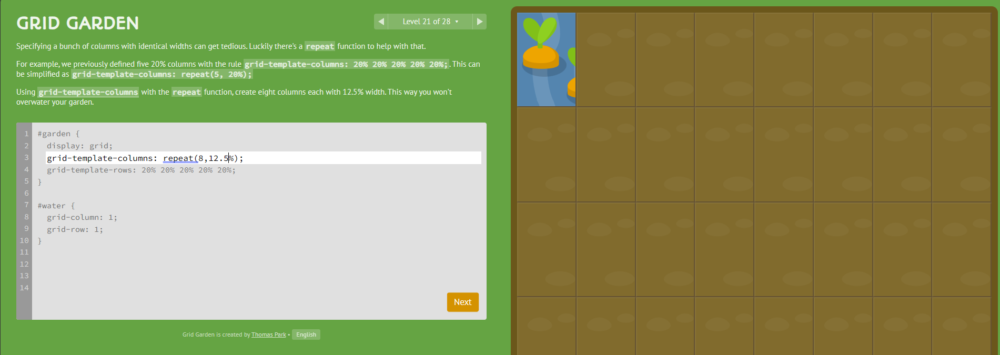 GRID GARDEN
Level 21 of 28
Specifying a bunch of columns with identical widths can get tedious. Luckily there's a repeat function to help with that.
For example, we previously defined five 20% columns with the rule grid-template-columns: 20% 20% 20% 20% 20%;. This can
be simplified as grid-template-columns: repeat(5, 20%);
Using grid-template-columns with the repeat function, create eight columns each with 12.5% width. This way you won't
overwater your garden.
1 #garden {
2 display: grid;
3 grid-template-columns: repeat(8,12.5%);
4 grid-template-rows: 20% 20% 20% 20% 20%;
5 }
6
7 #water {
8 grid-column: 1;
9 grid-row: 1;
10 }
11
12
13
14
Next
Grid Garden is created by Thomas Park • English